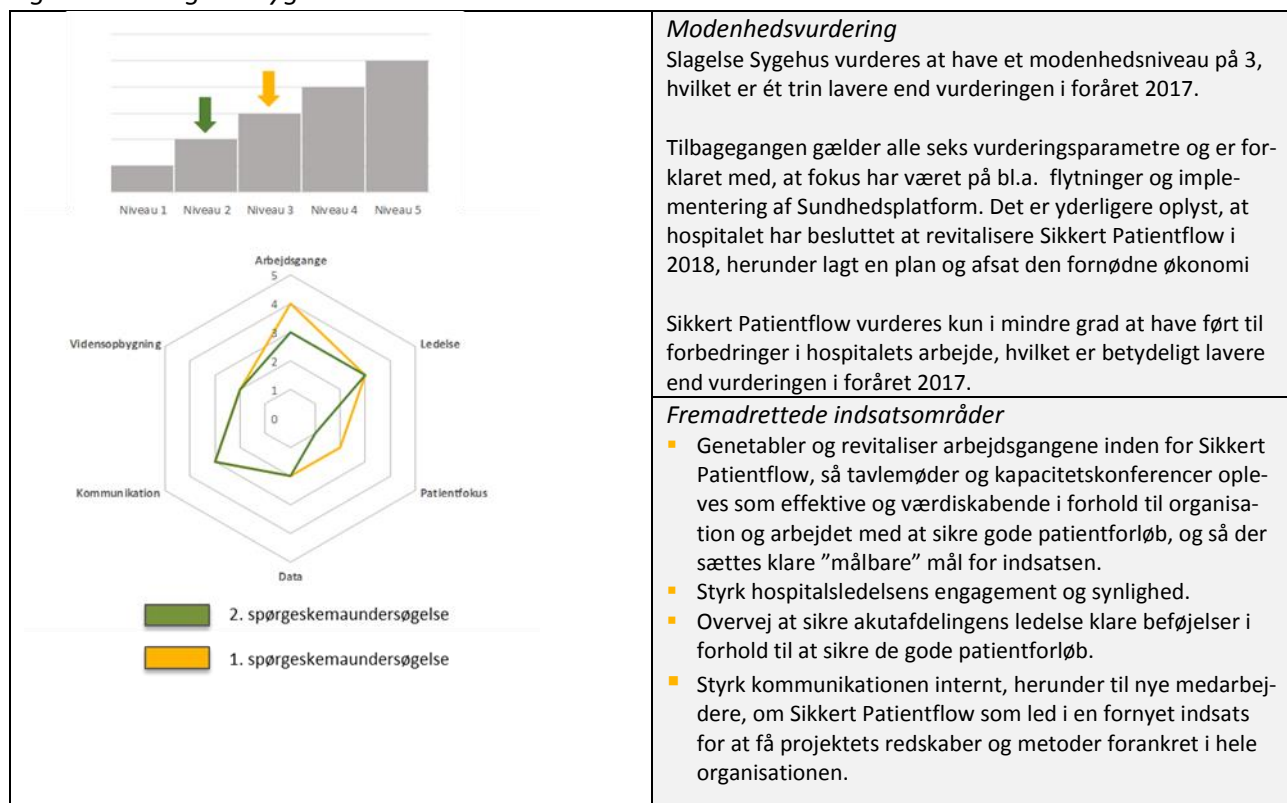 Niveau 1 Niveau 2 Niveau 3 Niveau 4 Niveau 5
Arbejdsgange
5
4
3
2
1
0
Vidensopbygning
Ledelse
Kommunikation
Patientfokus
Data
2. spørgeskemaundersøgelse
1. spørgeskemaundersøgelse
Modenhedsvurdering
Slagelse Sygehus vurderes at have et modenhedsniveau på 3,
hvilket er ét trin lavere end vurderingen i foråret 2017.
Tilbagegangen gælder alle seks vurderingsparametre og er for-
klaret med, at fokus har været på bl.a. flytninger og imple-
mentering af Sundhedsplatform. Det er yderligere oplyst, at
hospitalet har besluttet at revitalisere Sikkert Patientflow i
2018, herunder lagt en plan og afsat den fornødne økonomi
Sikkert Patientflow vurderes kun i mindre grad at have ført til
forbedringer i hospitalets arbejde, hvilket er betydeligt lavere
end vurderingen i foråret 2017.
Fremadrettede indsatsområder
▪ Genetabler og revitaliser arbejdsgangene inden for Sikkert
Patientflow, så tavlemøder og kapacitetskonferencer ople-
ves som effektive og værdiskabende i forhold til organisa-
tion og arbejdet med at sikre gode patientforløb, og så der
sættes klare ”målbare” mål for indsatsen.
▪ Styrk hospitalsledelsens engagement og synlighed.
▪ Overvej at sikre akutafdelingens ledelse klare beføjelser i
forhold til at sikre de gode patientforløb.
▪ Styrk kommunikationen internt, herunder til nye medarbej-
dere, om Sikkert Patientflow som led i en fornyet indsats
for at få projektets redskaber og metoder forankret i hele
organisationen.